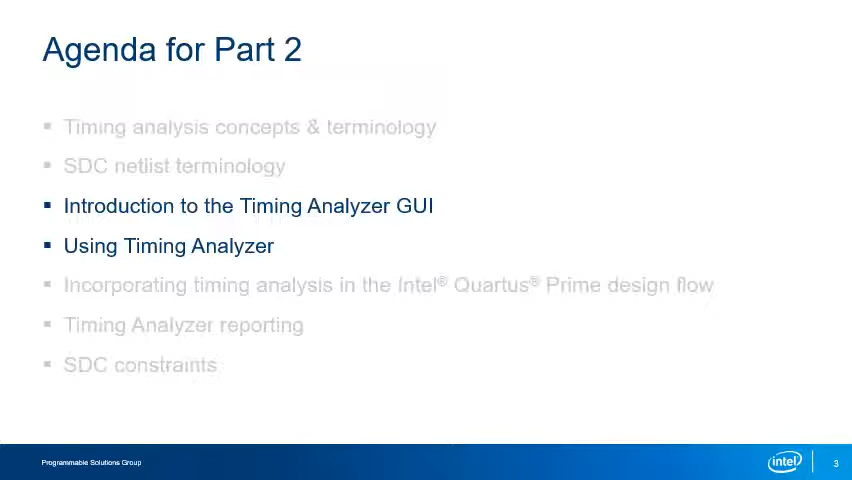 Agenda for Part 2
▪ Timing analysis concepts & terminology
▪ SDC netlist terminology
▪ Introduction to the Timing Analyzer GUI
▪ Using Timing Analyzer
▪ Incorporating timing analysis in the Intel® Quartus® Prime design flow
▪ Timing Analyzer reporting
▪ SDC constraints
Programmable Solutions Group
intel
3